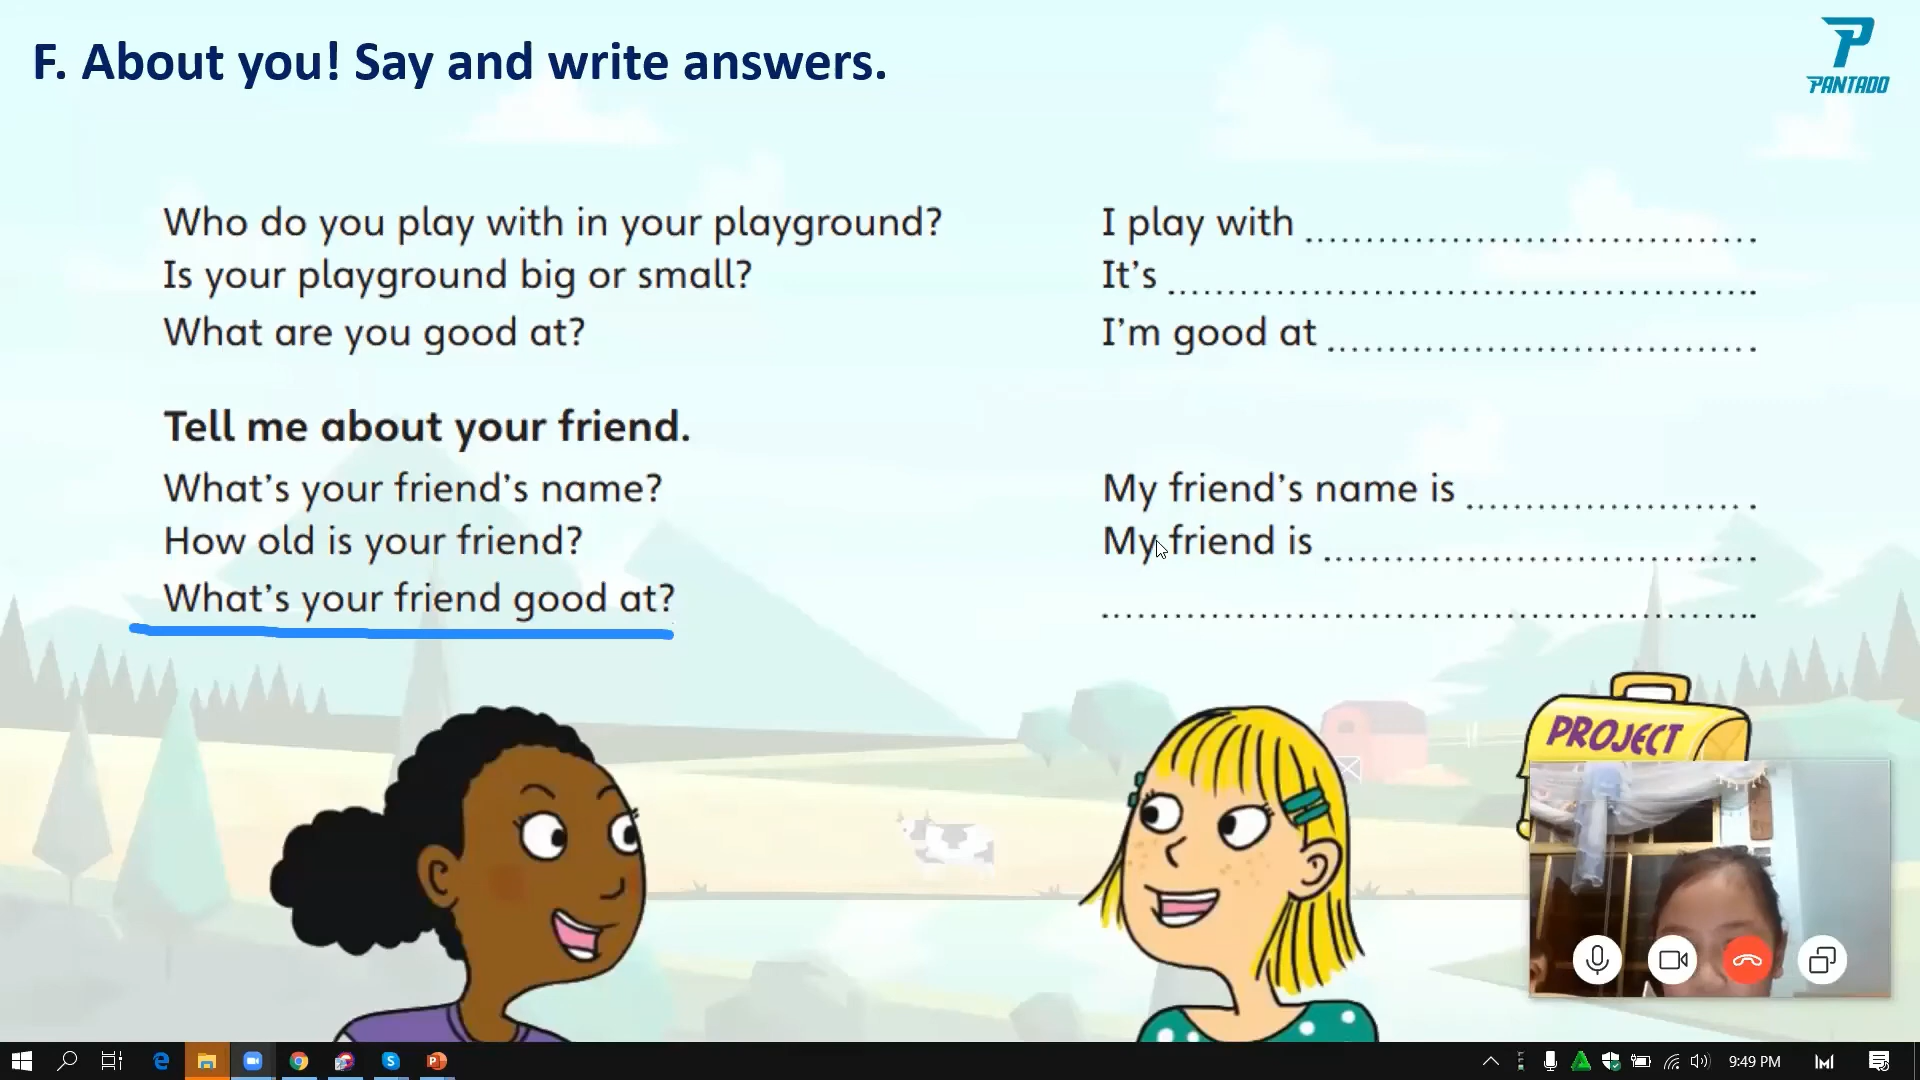 F. About you! Say and write answers.
PANTADO
Who do you play with in your playground?
I play with
Is your playground big or small?
It's
What are you good at?
I'm good at
Tell me about your friend.
What's your friend's name?
My friend's name is
How old is your friend?
My friend is
What's your friend good at?
PROJECT
9:49 PM